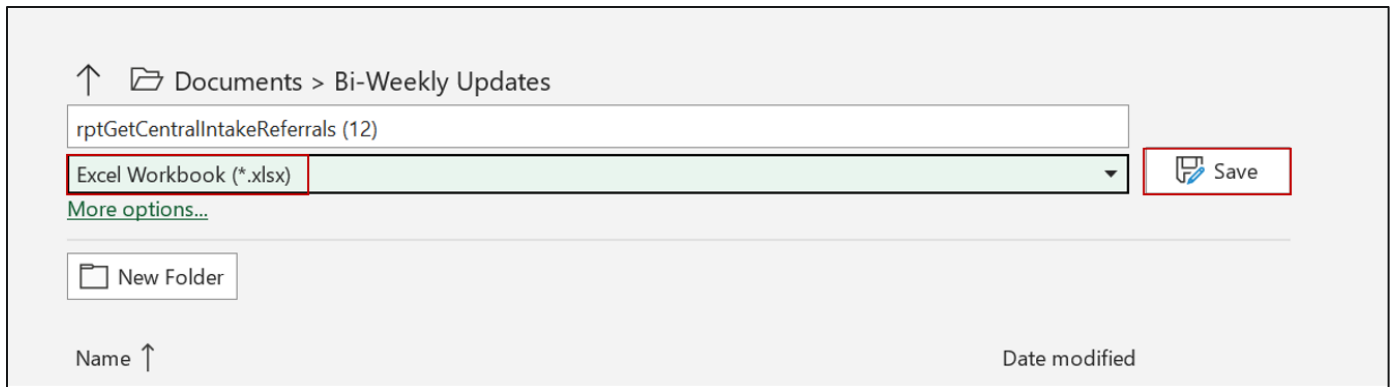 Documents > Bi-Weekly Updates
rptGetCentralIntakeReferrals (12)
Excel Workbook (*.xlsx)
Save
More options...
New Folder
Name
Date modified